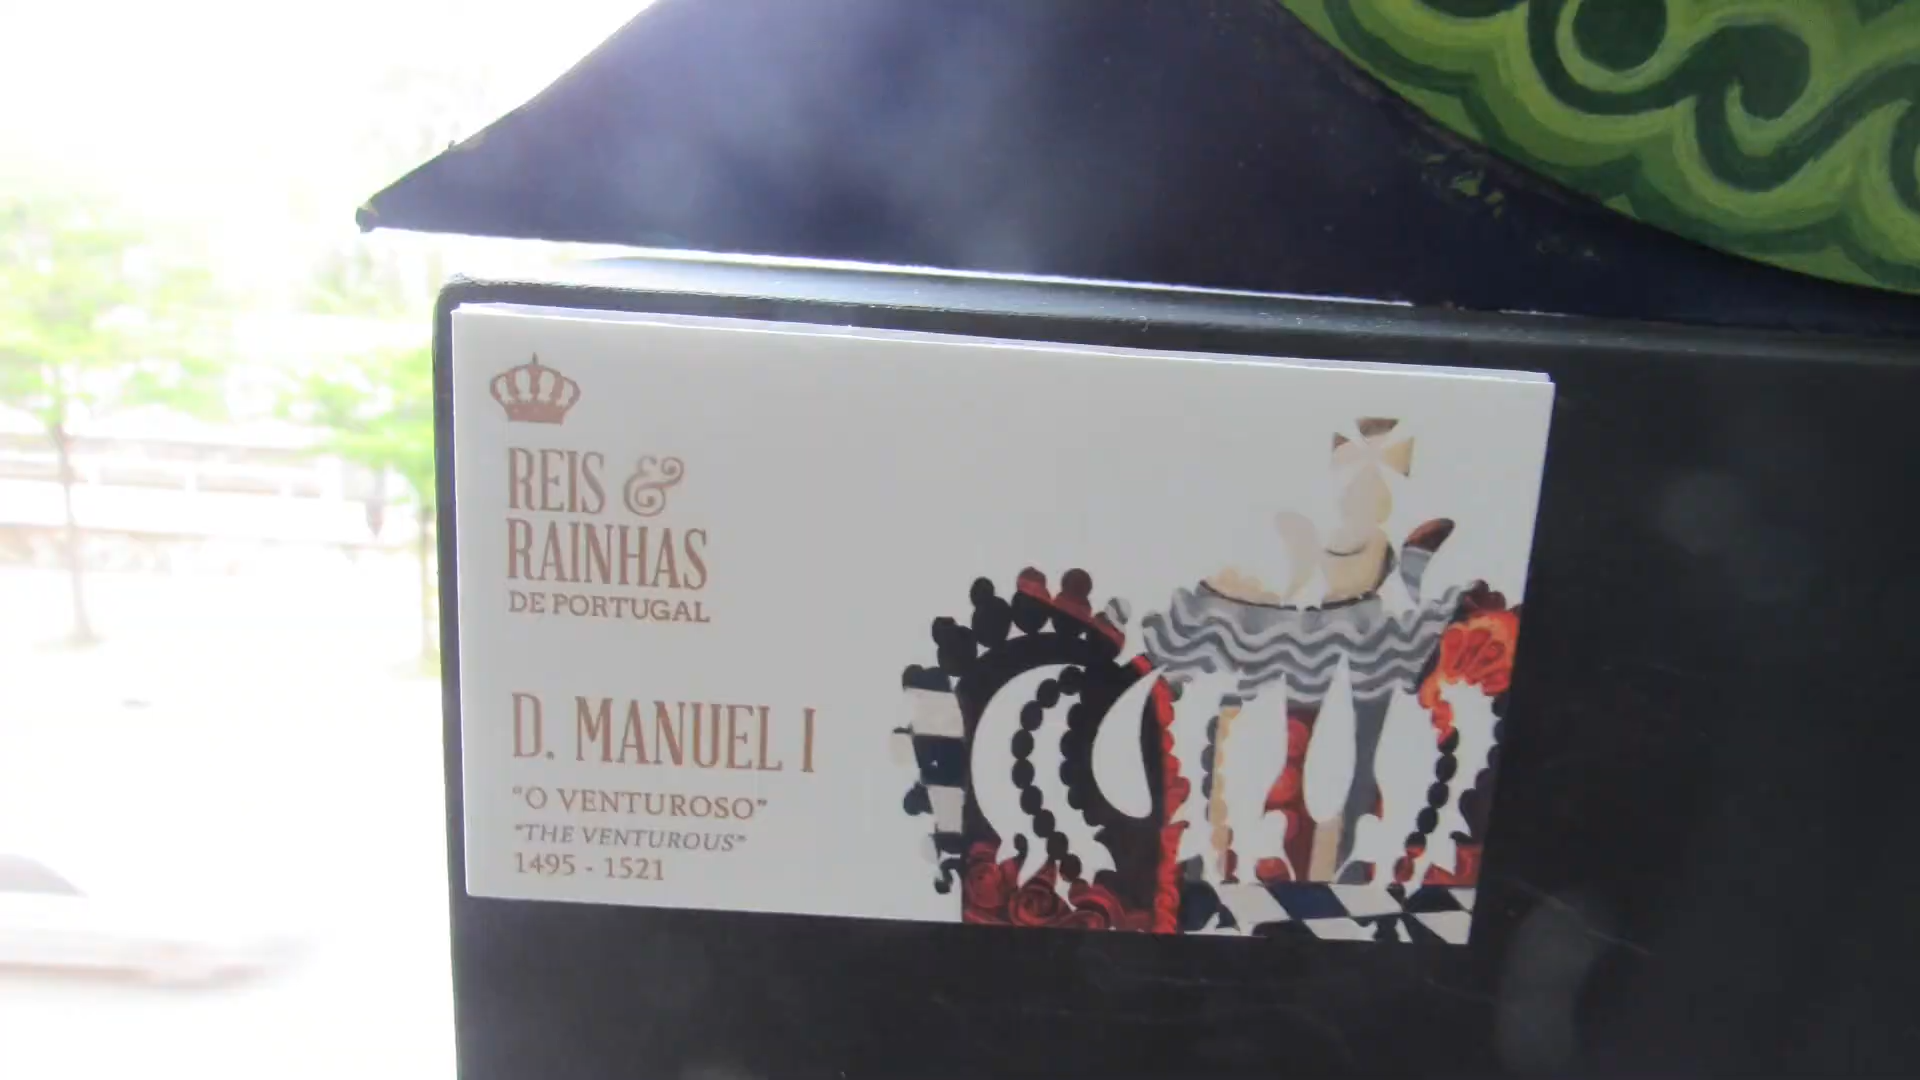 REIS &
RAINHAS
DE PORTUGAL
D. MANUEL I
"O VENTUROSO"
"THE VENTUROUS"
1495 - 1521